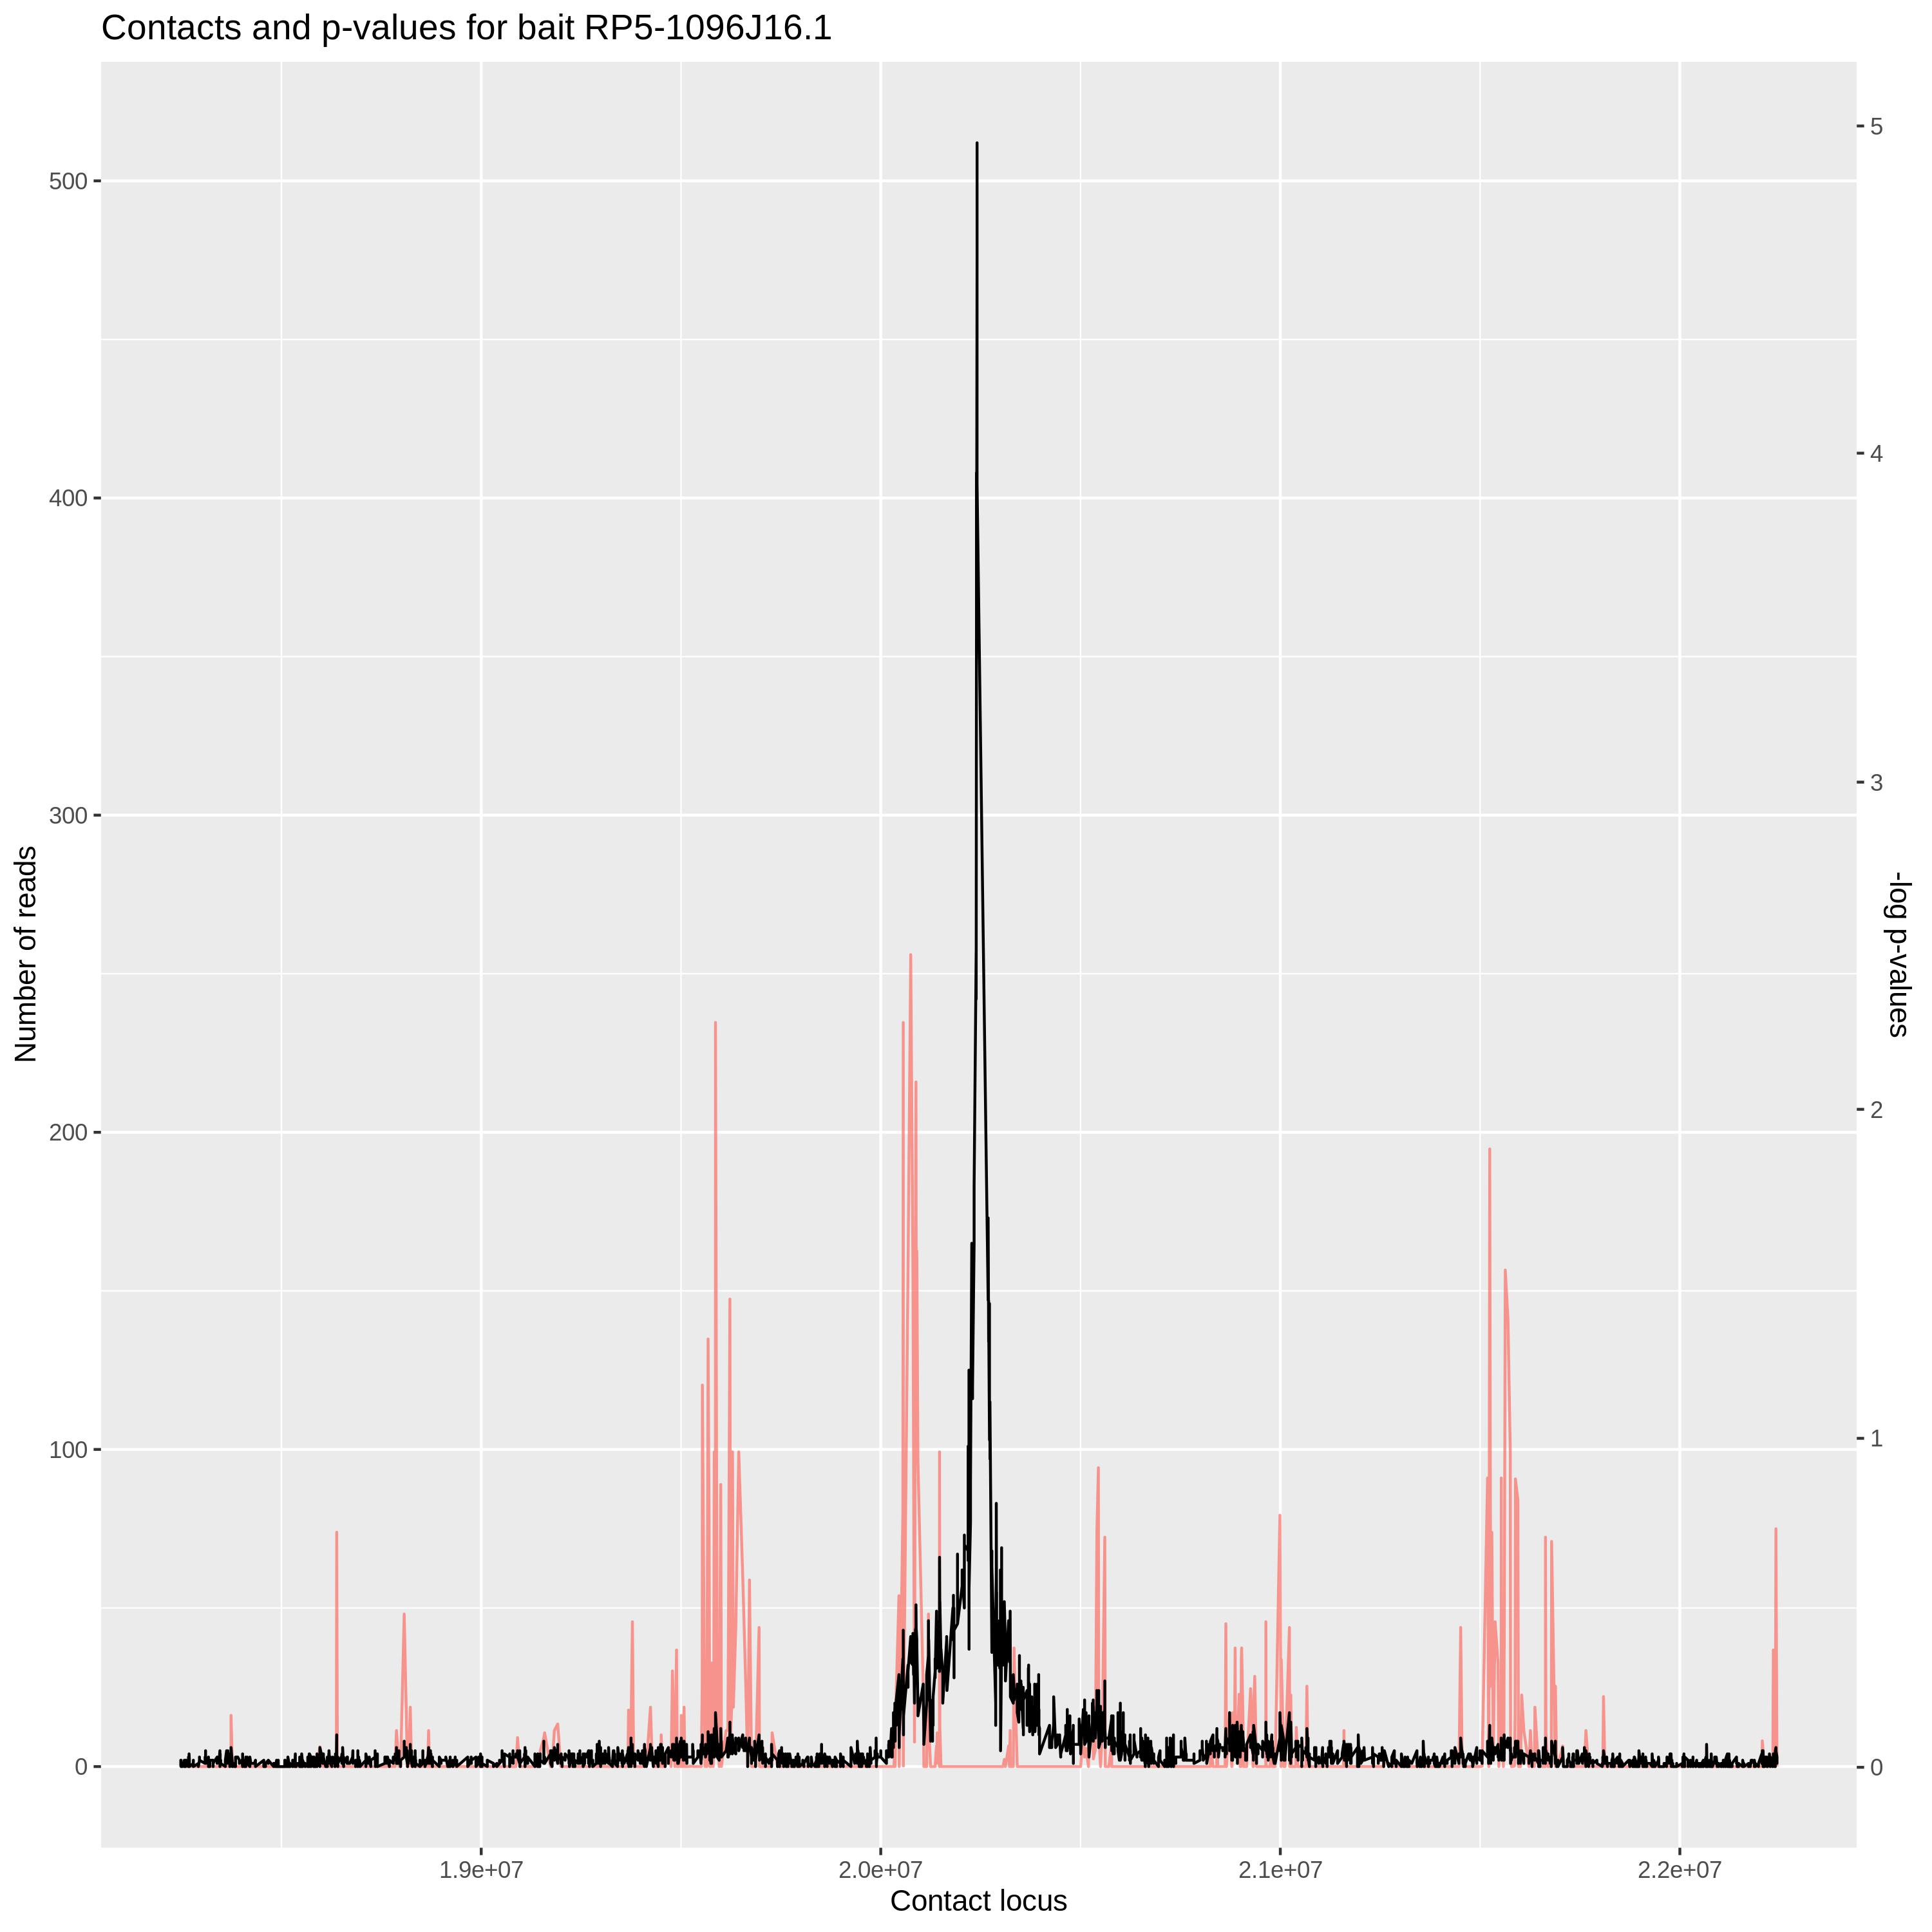 Contacts and p-values for bait RP5-1096J16.1
5
500
4
400
3
300
Number of reads
-log p-values
2
200
1
100
0
0
1.9e+07
2.0e+07
2.1e+07
2.2e+07
Contact locus